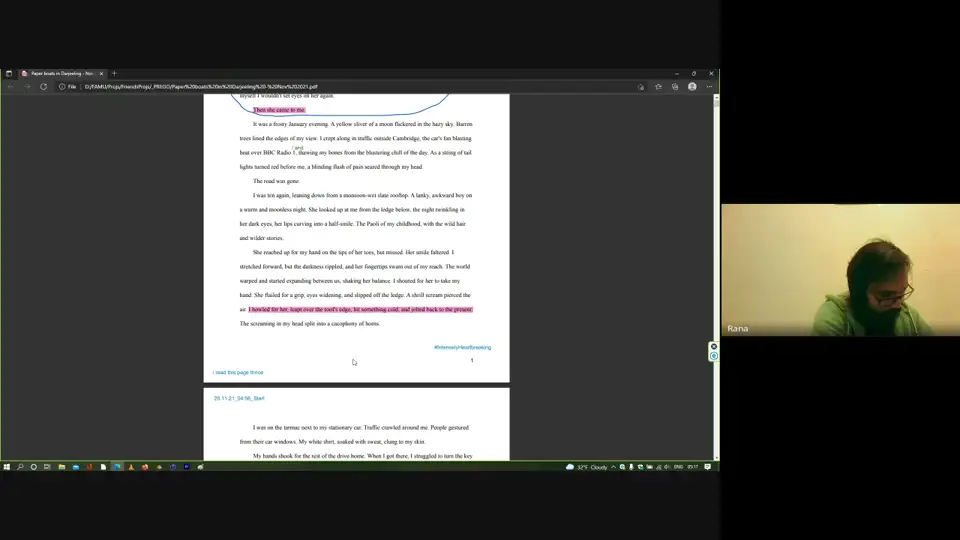 Paper boats in Darjeeling - Nov
File
D:/FAMU/Projs/FriendsProjs/_PREGO/Paper%20boats%20in%20Darjeeling%20-%20Nov%202021.pdf
myself I wouldn't set eyes on her again.
Then she came to me.
It was a frosty January evening. A yellow sliver of a moon flickered in the hazy sky. Barren
trees lined the edges of my view. I crept along in traffic outside Cambridge, the car's fan blasting
and
heat over BBC Radio 1, thawing my bones from the blustering chill of the day. As a string of tail
lights turned red before me, a blinding flash of pain seared through my head.
The road was gone.
I was ten again, leaning down from a monsoon-wet slate rooftop. A lanky, awkward boy on
a warm and moonless night. She looked up at me from the ledge below, the night twinkling in
her dark eyes, her lips curving into a half-smile. The Paoli of my childhood, with the wild hair
and wilder stories.
She reached up for my hand on the tips of her toes, but missed. Her smile faltered. I
stretched forward, but the darkness rippled, and her fingertips swam out of my reach. The world
warped and started expanding between us, shaking her balance. I shouted for her to take my
hand. She flailed for a grip, eyes widening, and slipped off the ledge. A shrill scream pierced the
air. I howled for her, leapt over the roof's edge, hit something cold, and jolted back to the present.
The screaming in my head split into a cacophony of horns.
#IntenselyHeartbreaking
1
i read this page thrice
28.11.21_04:58_Start
I was on the tarmac next to my stationary car. Traffic crawled around me. People gestured
from their car windows. My white shirt, soaked with sweat, clung to my skin.
My hands shook for the rest of the drive home. When I got there, I struggled to turn the key
32°F Cloudy
ENG
05:17
Rana